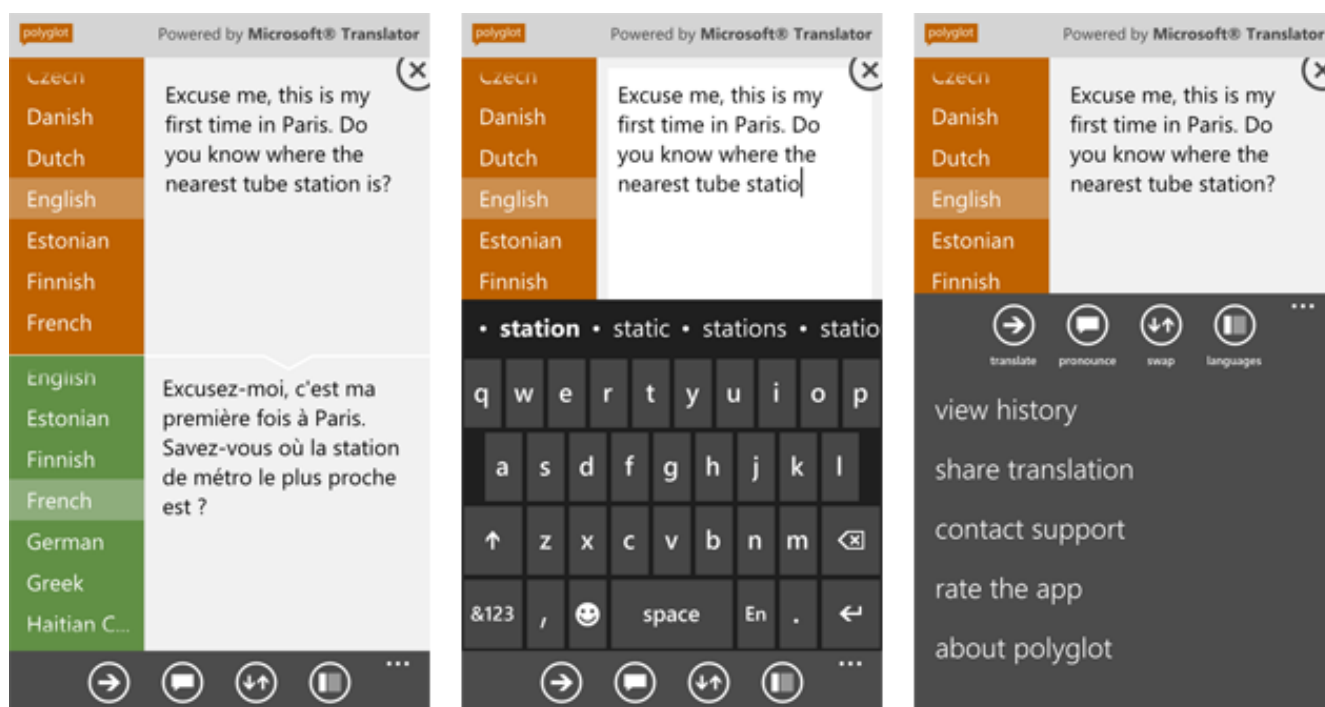 polyglot
Powered by Microsoft® Translator
Czech
Danish
Dutch
English
Estonian
Finnish
French
Excuse me, this is my
first time in Paris. Do
you know where the
nearest tube station is?
English
Estonian
Finnish
French
German
Greek
Haitian C...
Excusez-moi, c'est ma
première fois à Paris.
Savez-vous où la station
de métro le plus proche
est ?
...
polyglot
Powered by Microsoft® Translator
Czech
Danish
Dutch
English
Estonian
Finnish
Excuse me, this is my
first time in Paris. Do
you know where the
nearest tube statio
• station • static • stations • statio
q w e r t y u i o p
a s d f g h j k l
z x c v b n m
&123 , space En .
...
polyglot
Powered by Microsoft® Translator
Czech
Danish
Dutch
English
Estonian
Finnish
Excuse me, this is my
first time in Paris. Do
you know where the
nearest tube station?
...
translate pronounce swap languages
view history
share translation
contact support
rate the app
about polyglot